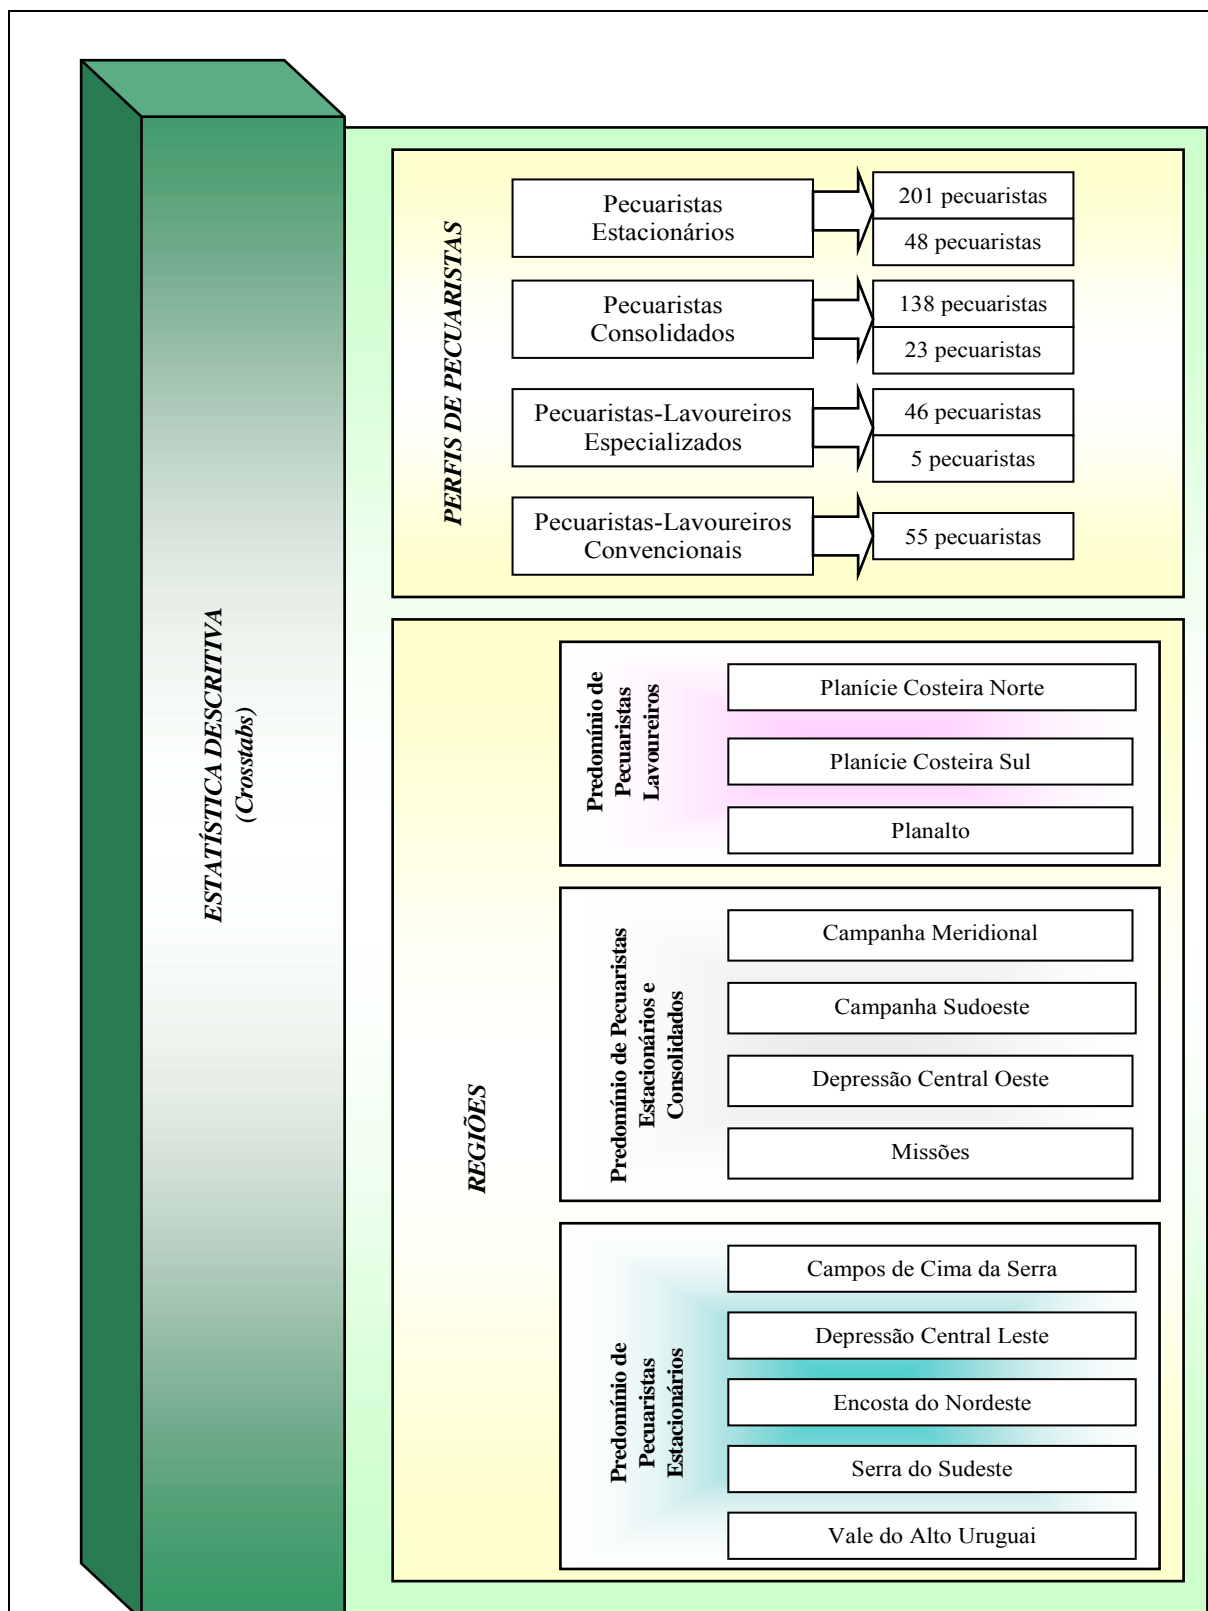 ESTATÍSTICA DESCRITIVA
(Crosstabs)
PERFIS DE PECUARISTAS
Pecuaristas
Estacionários
201 pecuaristas
48 pecuaristas
Pecuaristas
Consolidados
138 pecuaristas
23 pecuaristas
Pecuaristas-Lavoureiros
Especializados
46 pecuaristas
5 pecuaristas
Pecuaristas-Lavoureiros
Convencionais
55 pecuaristas
REGIÕES
Predomínio de
Pecuaristas
Lavoureiros
Planície Costeira Norte
Planície Costeira Sul
Planalto
Predomínio de Pecuaristas
Estacionários e
Consolidados
Campanha Meridional
Campanha Sudoeste
Depressão Central Oeste
Missões
Predomínio de
Pecuaristas
Estacionários
Campos de Cima da Serra
Depressão Central Leste
Encosta do Nordeste
Serra do Sudeste
Vale do Alto Uruguai